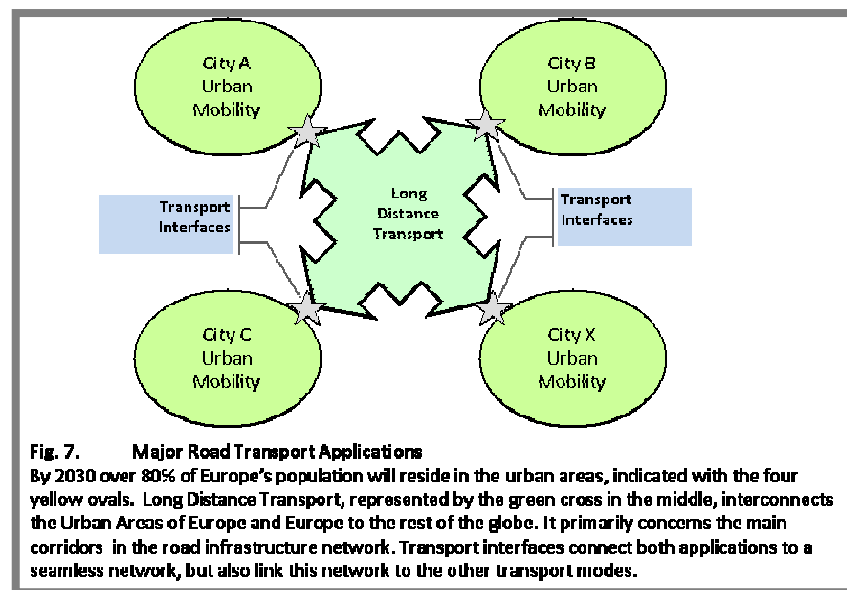 City A
Urban
Mobility
City B
Urban
Mobility
Transport
Interfaces
Long
Distance
Transport
Transport
Interfaces
City C
Urban
Mobility
City X
Urban
Mobility
Fig. 7. Major Road Transport Applications
By 2030 over 80% of Europe's population will reside in the urban areas, indicated with the four
yellow ovals. Long Distance Transport, represented by the green cross in the middle, interconnects
the Urban Areas of Europe and Europe to the rest of the globe. It primarily concerns the main
corridors in the road infrastructure network. Transport interfaces connect both applications to a
seamless network, but also link this network to the other transport modes.